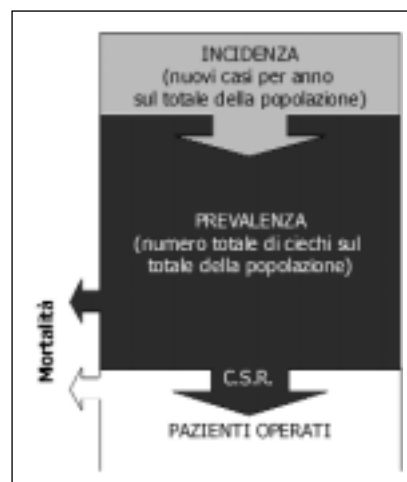 INCIDENZA
(nuovi casi per anno
sul totale della popolazione)
PREVALENZA
(numero totale di ciechi sul
totale della popolazione)
Mortalità
C.S.R.
PAZIENTI OPERATI